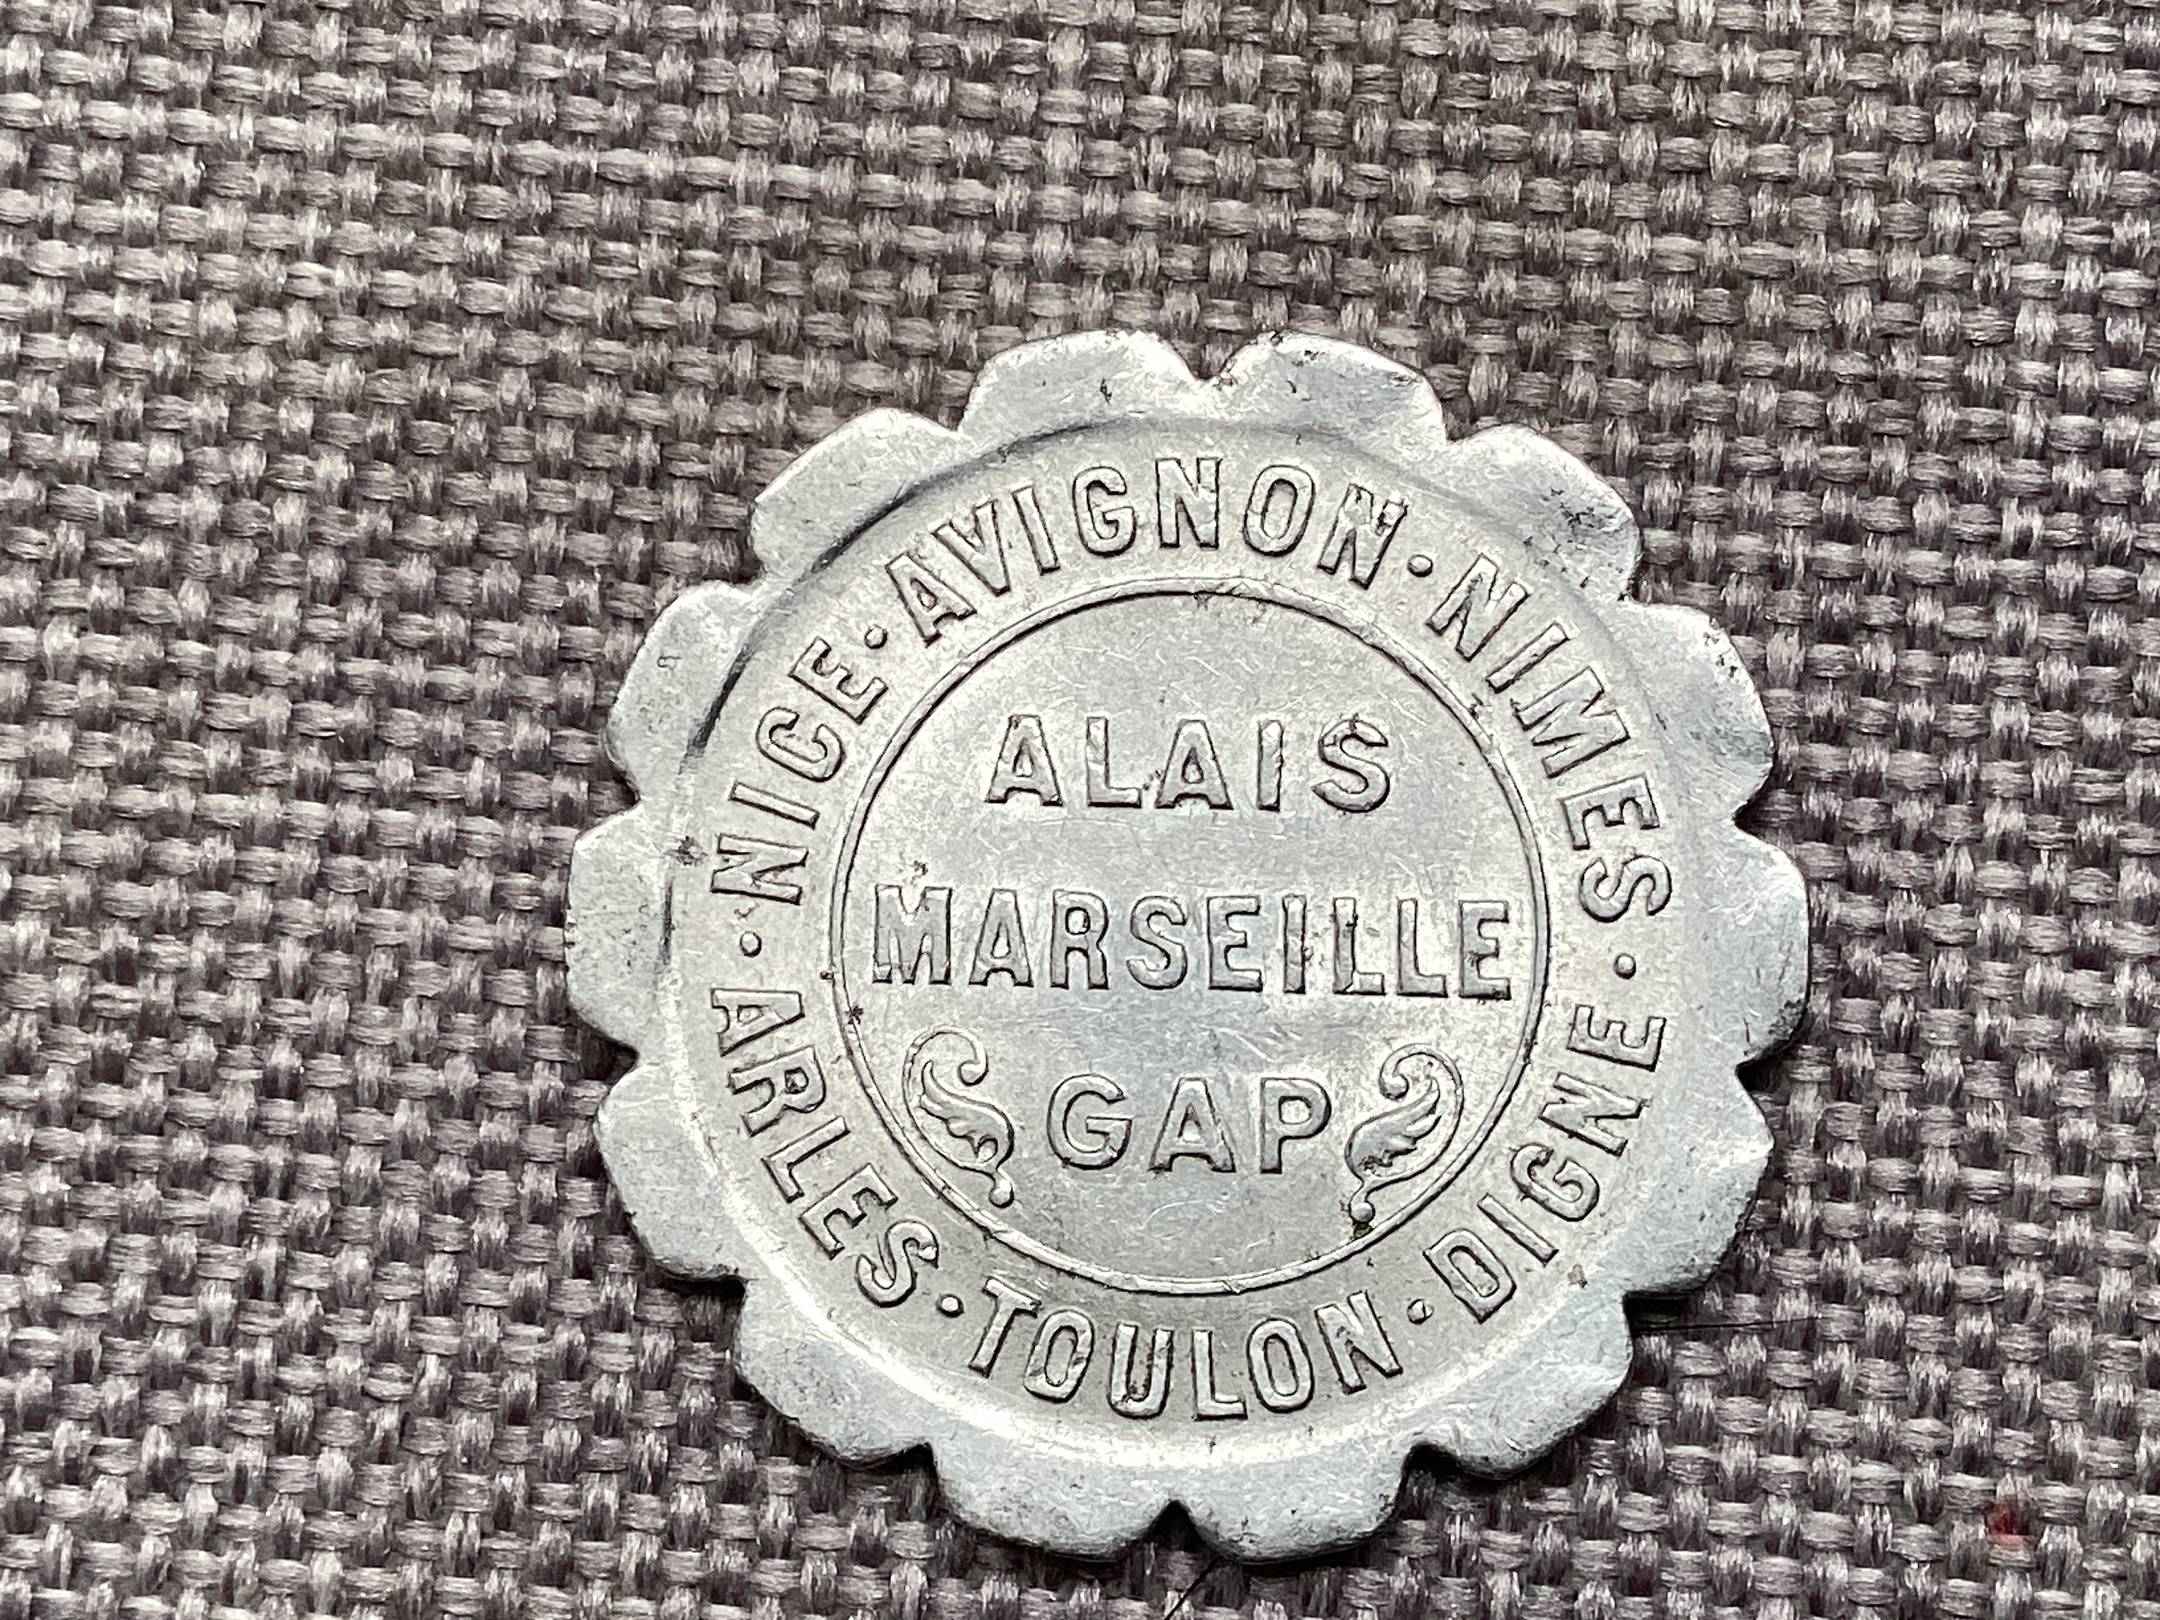 NICE · AVIGNON · NIMES · DIGNE · TOULON · ARLES ·
ALAIS
MARSEILLE
GAP